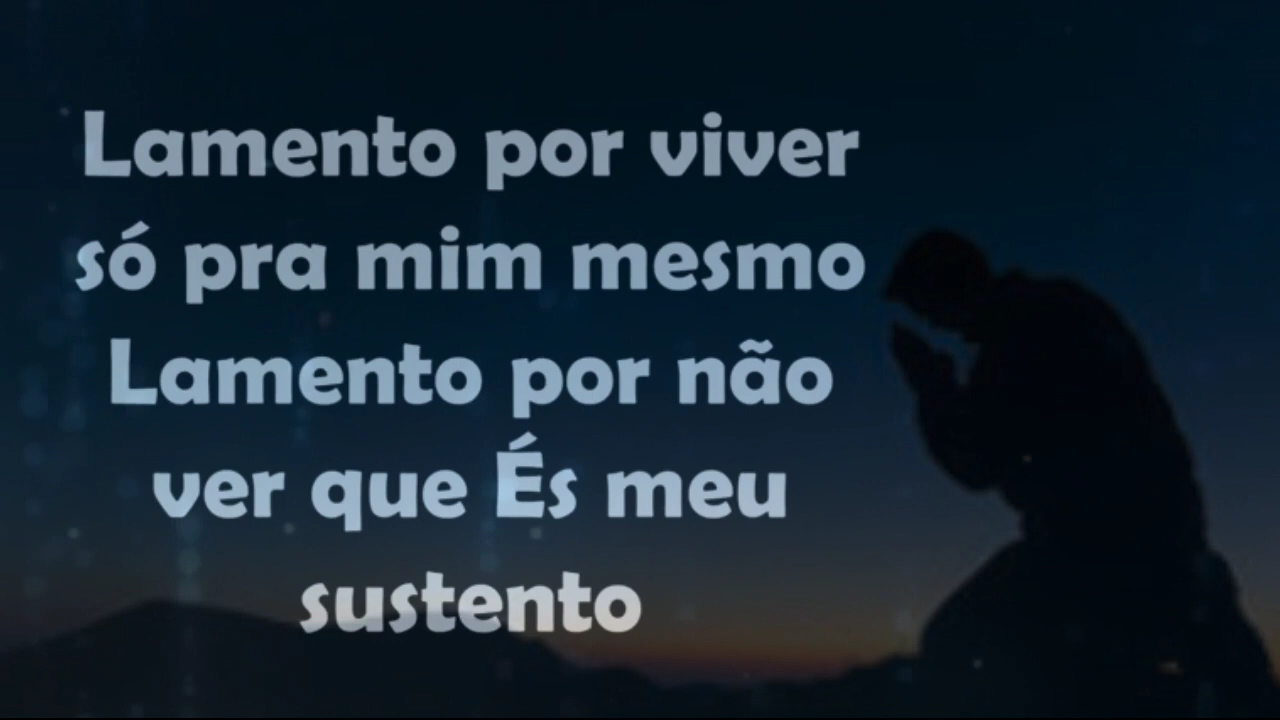 Lamento por viver
só pra mim mesmo
Lamento por não
ver que És meu
sustento